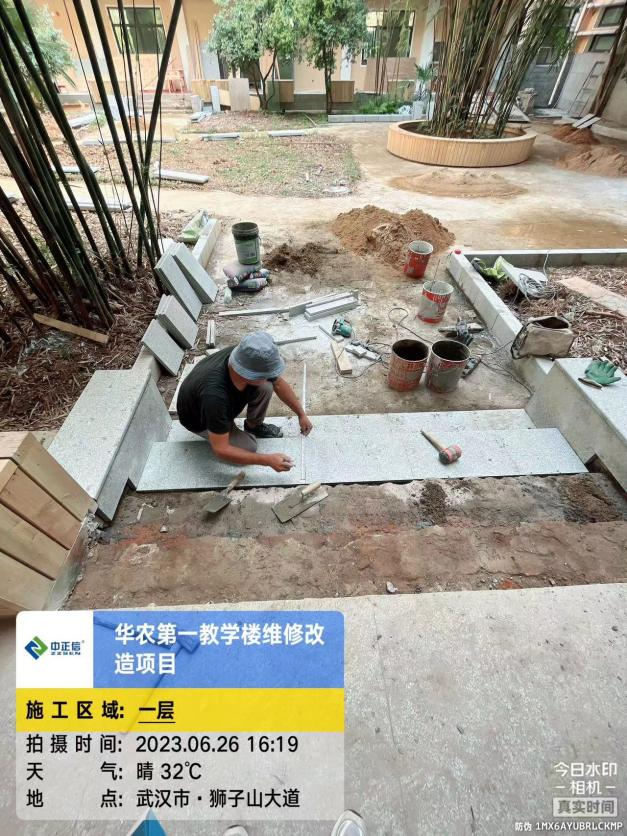 中正信®
ZZSEN
华农第一教学楼维修改
造项目
施工区域: 一层
拍摄时间: 2023.06.26 16:19
天气: 晴 32℃
地点: 武汉市·狮子山大道
今日水印
-相机-
真实时间
防伪 1MX6AYUBRLCKMP